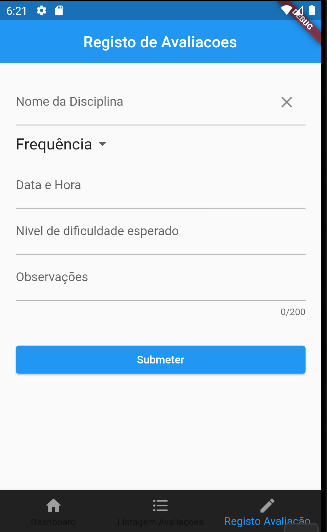 6:21
DEBUG
Registo de Avaliacoes
Nome da Disciplina
Frequência
Data e Hora
Nivel de dificuldade esperado
Observações
0/200
Submeter
Dashboard
Listagem Avaliacoes
Registo Avaliação